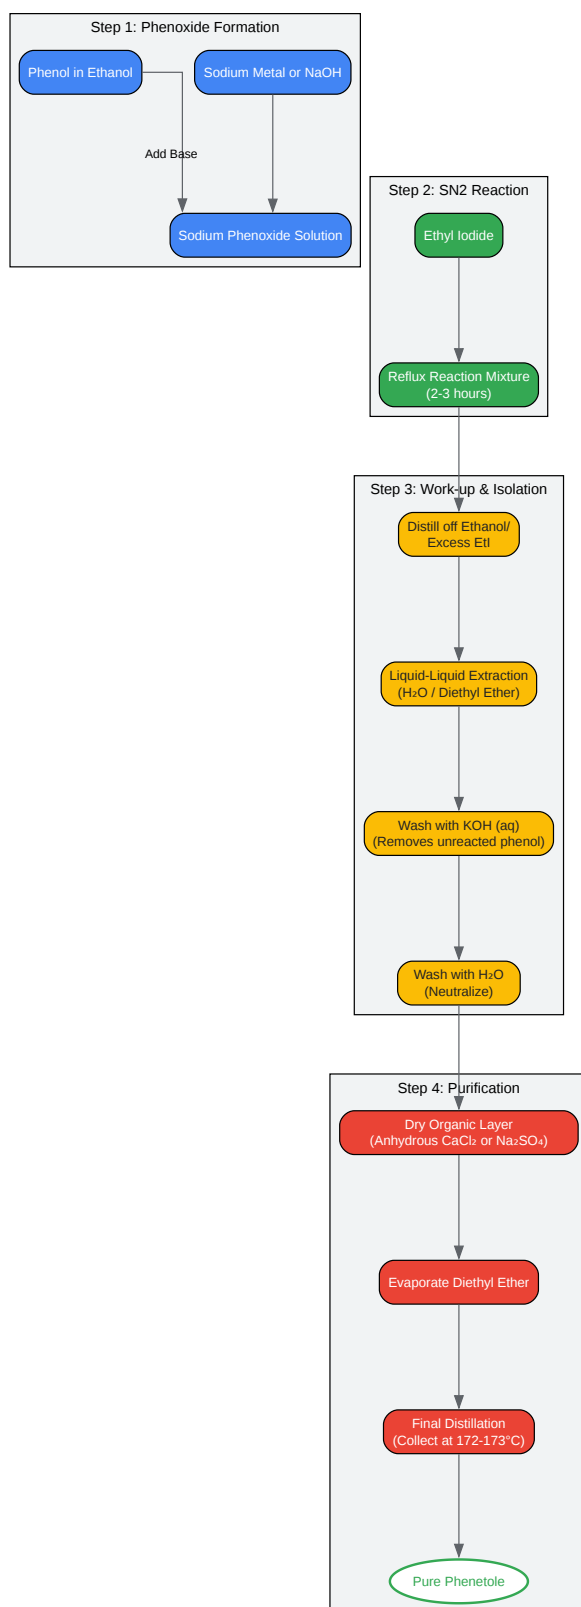 Step 1: Phenoxide Formation
Phenol in Ethanol
Sodium Metal or NaOH
Add Base
Sodium Phenoxide Solution
Step 2: SN2 Reaction
Ethyl Iodide
Reflux Reaction Mixture
(2-3 hours)
Step 3: Work-up & Isolation
Distill off Ethanol/
Excess EtI
Liquid-Liquid Extraction
(H₂O / Diethyl Ether)
Wash with KOH (aq)
(Removes unreacted phenol)
Wash with H₂O
(Neutralize)
Step 4: Purification
Dry Organic Layer
(Anhydrous CaCl₂ or Na₂SO₄)
Evaporate Diethyl Ether
Final Distillation
(Collect at 172-173°C)
Pure Phenetole